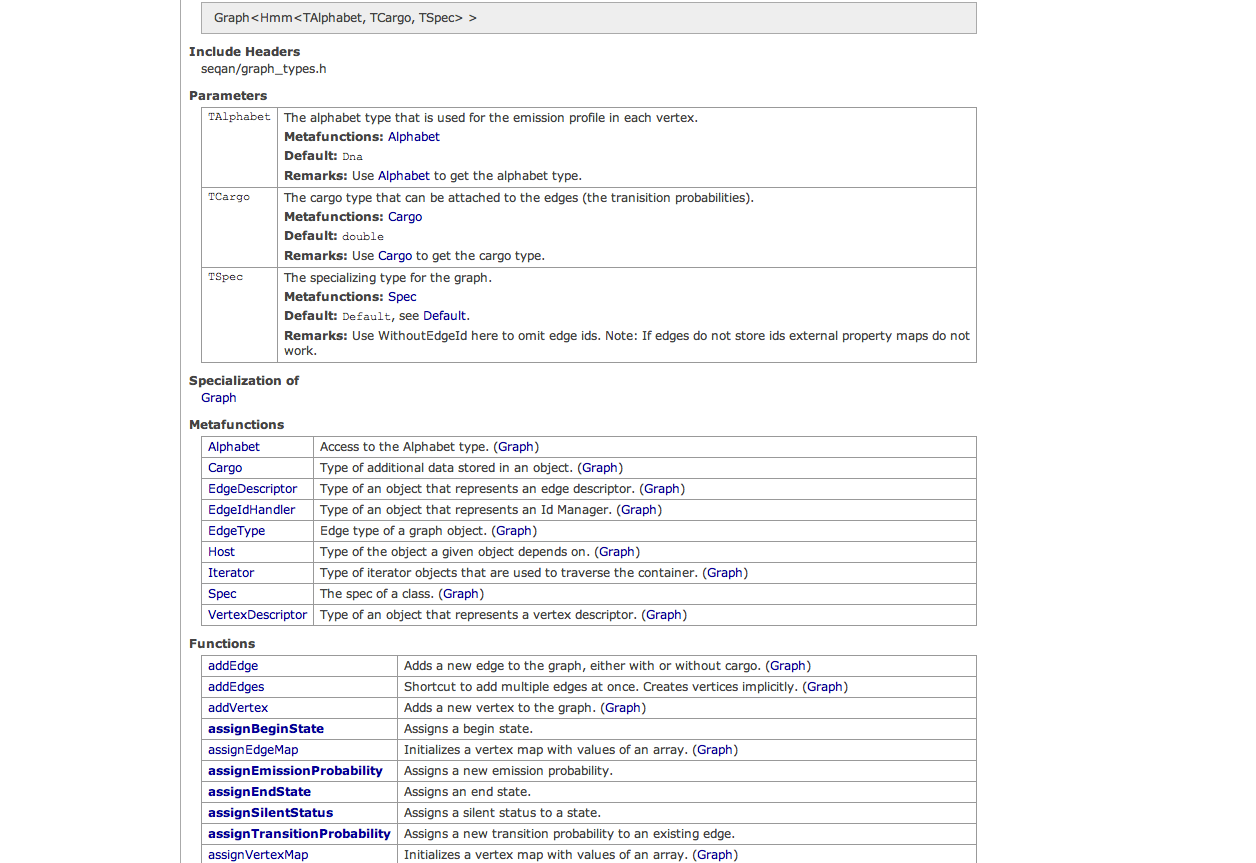 Graph<Hmm<TAlphabet, TCargo, TSpec> >
Include Headers
seqan/graph_types.h
Parameters
TAlphabet The alphabet type that is used for the emission profile in each vertex.
Metafunctions: Alphabet
Default: Dna
Remarks: Use Alphabet to get the alphabet type.
TCargo The cargo type that can be attached to the edges (the tranisition probabilities).
Metafunctions: Cargo
Default: double
Remarks: Use Cargo to get the cargo type.
TSpec The specializing type for the graph.
Metafunctions: Spec
Default: Default, see Default.
Remarks: Use WithoutEdgeId here to omit edge ids. Note: If edges do not store ids external property maps do not
work.
Specialization of
Graph
Metafunctions
Alphabet Access to the Alphabet type. (Graph)
Cargo Type of additional data stored in an object. (Graph)
EdgeDescriptor Type of an object that represents an edge descriptor. (Graph)
EdgeIdHandler Type of an object that represents an Id Manager. (Graph)
EdgeType Edge type of a graph object. (Graph)
Host Type of the object a given object depends on. (Graph)
Iterator Type of iterator objects that are used to traverse the container. (Graph)
Spec The spec of a class. (Graph)
VertexDescriptor Type of an object that represents a vertex descriptor. (Graph)
Functions
addEdge Adds a new edge to the graph, either with or without cargo. (Graph)
addEdges Shortcut to add multiple edges at once. Creates vertices implicitly. (Graph)
addVertex Adds a new vertex to the graph. (Graph)
assignBeginState Assigns a begin state.
assignEdgeMap Initializes a vertex map with values of an array. (Graph)
assignEmissionProbability Assigns a new emission probability.
assignEndState Assigns an end state.
assignSilentStatus Assigns a silent status to a state.
assignTransitionProbability Assigns a new transition probability to an existing edge.
assignVertexMap Initializes a vertex map with values of an array. (Graph)